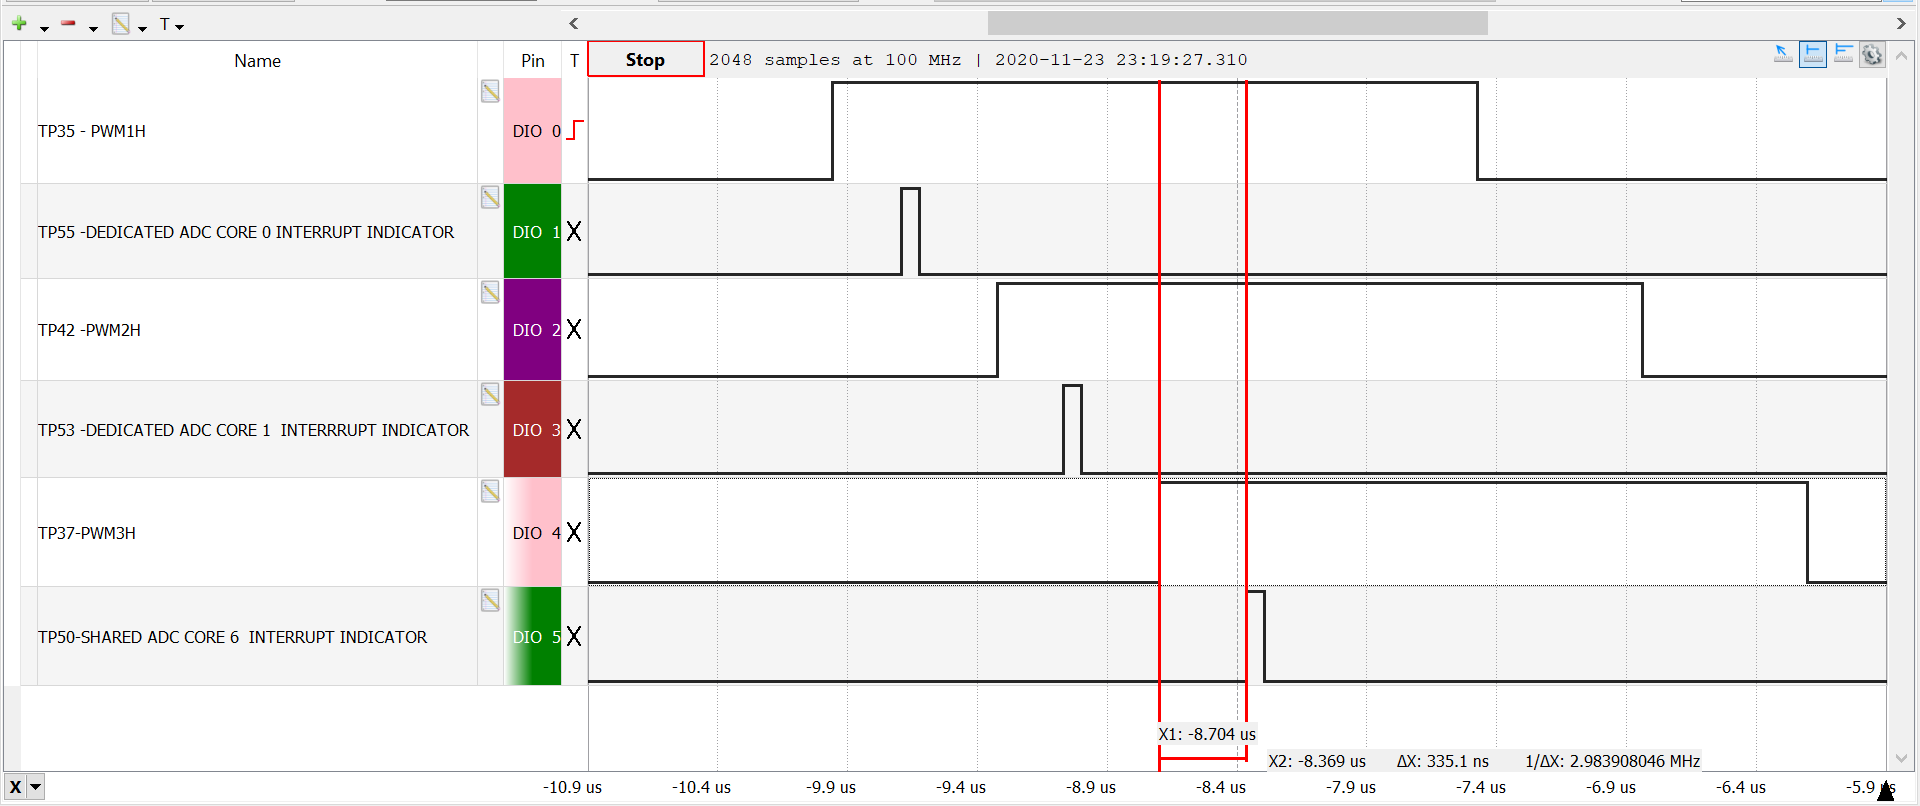 T
Name Pin T Stop 2048 samples at 100 MHz | 2020-11-23 23:19:27.310
TP35 - PWM1H DIO 0
TP55 -DEDICATED ADC CORE 0 INTERRUPT INDICATOR DIO 1 X
TP42 -PWM2H DIO 2 X
TP53 -DEDICATED ADC CORE 1  INTERRRUPT INDICATOR DIO 3 X
TP37-PWM3H DIO 4 X
TP50-SHARED ADC CORE 6  INTERRUPT INDICATOR DIO 5 X
X1: -8.704 us
X2: -8.369 us ΔX: 335.1 ns 1/ΔX: 2.983908046 MHz
X -10.9 us -10.4 us -9.9 us -9.4 us -8.9 us -8.4 us -7.9 us -7.4 us -6.9 us -6.4 us -5.9